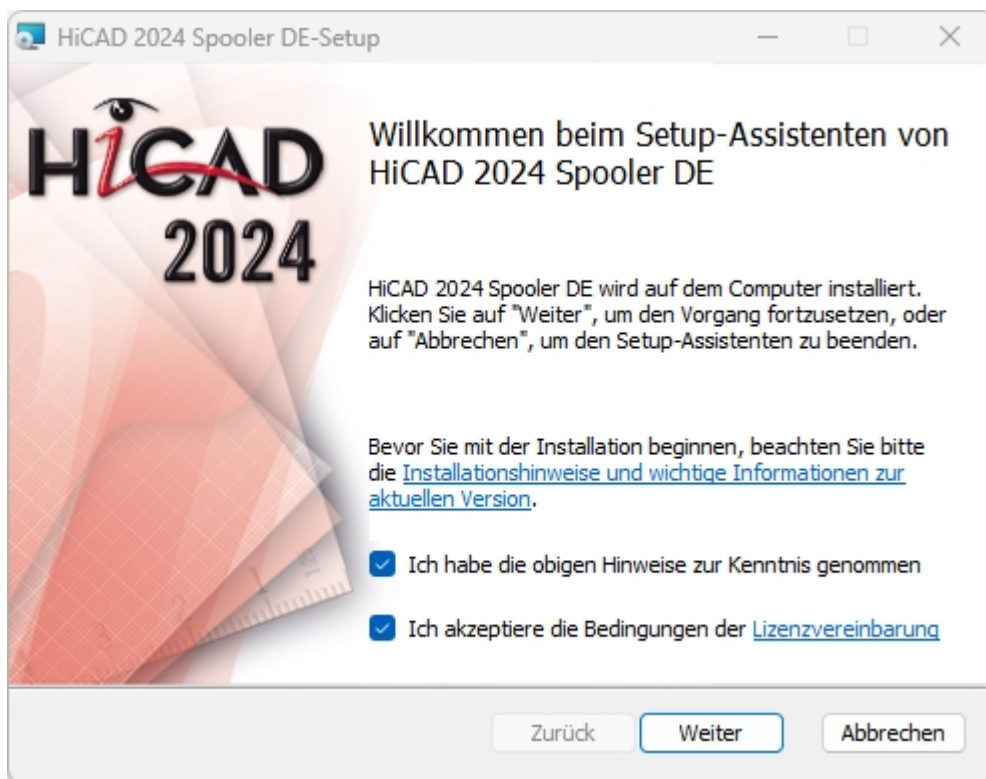 HiCAD 2024 Spooler DE-Setup
HiCAD
2024
Willkommen beim Setup-Assistenten von
HiCAD 2024 Spooler DE
HiCAD 2024 Spooler DE wird auf dem Computer installiert.
Klicken Sie auf "Weiter", um den Vorgang fortzusetzen, oder
auf "Abbrechen", um den Setup-Assistenten zu beenden.
Bevor Sie mit der Installation beginnen, beachten Sie bitte
die Installationshinweise und wichtige Informationen zur
aktuellen Version.
Ich habe die obigen Hinweise zur Kenntnis genommen
Ich akzeptiere die Bedingungen der Lizenzvereinbarung
Zurück Weiter Abbrechen